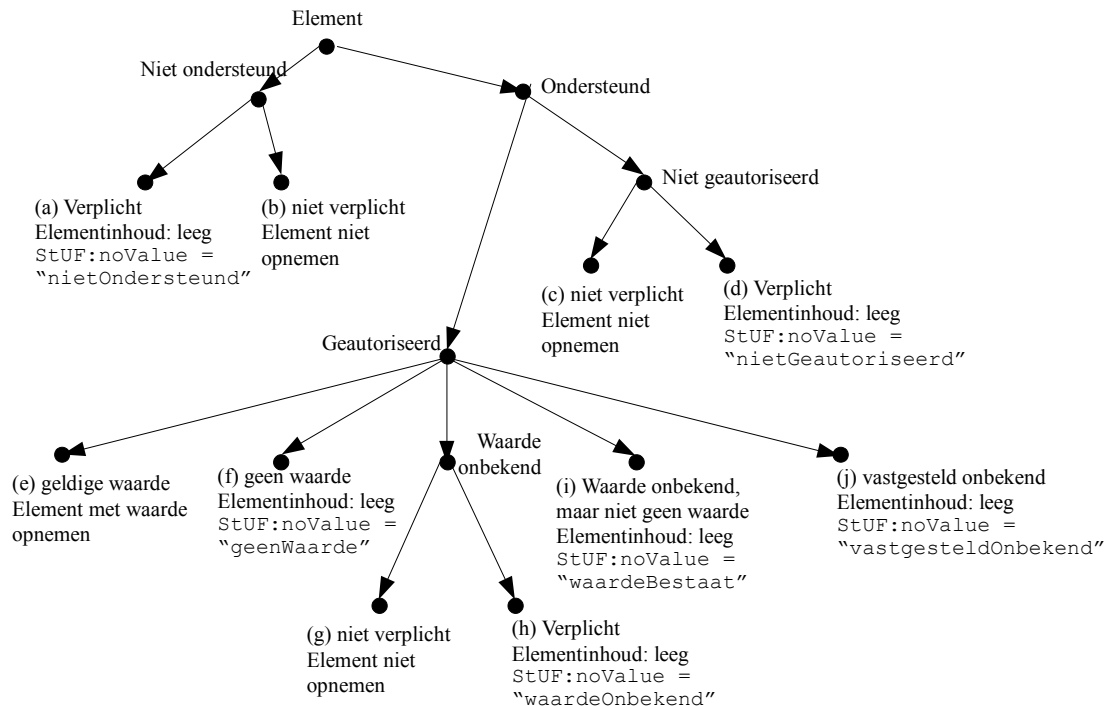 Element
Niet ondersteund
Ondersteund
Niet geautoriseerd
(a) Verplicht
Elementinhoud: leeg
StUF:noValue =
“nietOndersteund”
(b) niet verplicht
Element niet
opnemen
(c) niet verplicht
Element niet
opnemen
(d) Verplicht
Elementinhoud: leeg
StUF:noValue =
“nietGeautoriseerd”
Geautoriseerd
(e) geldige waarde
Element met waarde
opnemen
(f) geen waarde
Elementinhoud: leeg
StUF:noValue =
“geenWaarde”
Waarde
onbekend
(i) Waarde onbekend,
maar niet geen waarde
Elementinhoud: leeg
StUF:noValue =
“waardeBestaat”
(j) vastgesteld onbekend
Elementinhoud: leeg
StUF:noValue =
“vastgesteldOnbekend”
(g) niet verplicht
Element niet
opnemen
(h) Verplicht
Elementinhoud: leeg
StUF:noValue =
“waardeOnbekend”